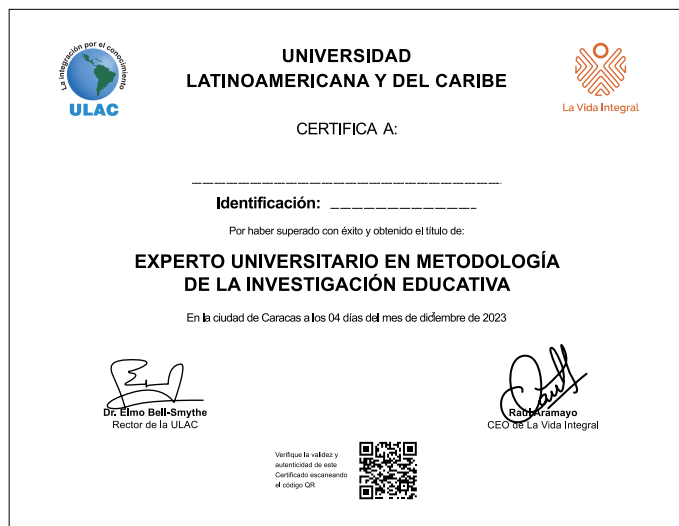 La integración por el conocimiento
ULAC
UNIVERSIDAD
LATINOAMERICANA Y DEL CARIBE
La Vida Integral
CERTIFICA A:
Identificación:
Por haber superado con éxito y obtenido el título de:
EXPERTO UNIVERSITARIO EN METODOLOGÍA
DE LA INVESTIGACIÓN EDUCATIVA
En la ciudad de Caracas a los 04 días del mes de diciembre de 2023
Dr. Elmo Bell-Smythe
Rector de la ULAC
Raúl Aramayo
CEO de La Vida Integral
Verifique la validez y
autenticidad de este
Certificado escaneando
el código QR